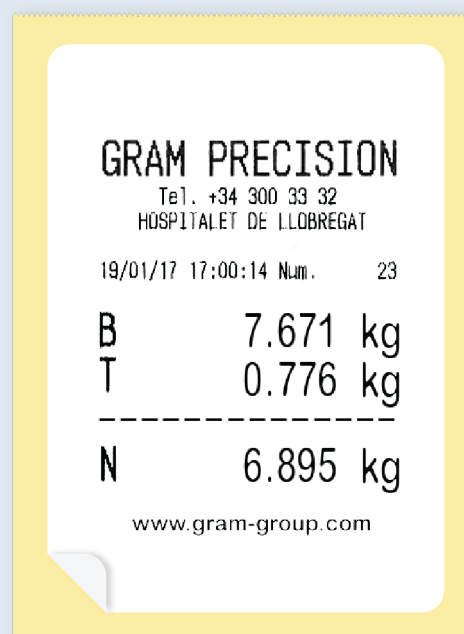 GRAM PRECISION
Tel. +34 300 33 32
HOSPITALET DE LLOBREGAT
19/01/17 17:00:14 Num. 23
B 7.671 kg
T 0.776 kg
--------------
N 6.895 kg
www.gram-group.com